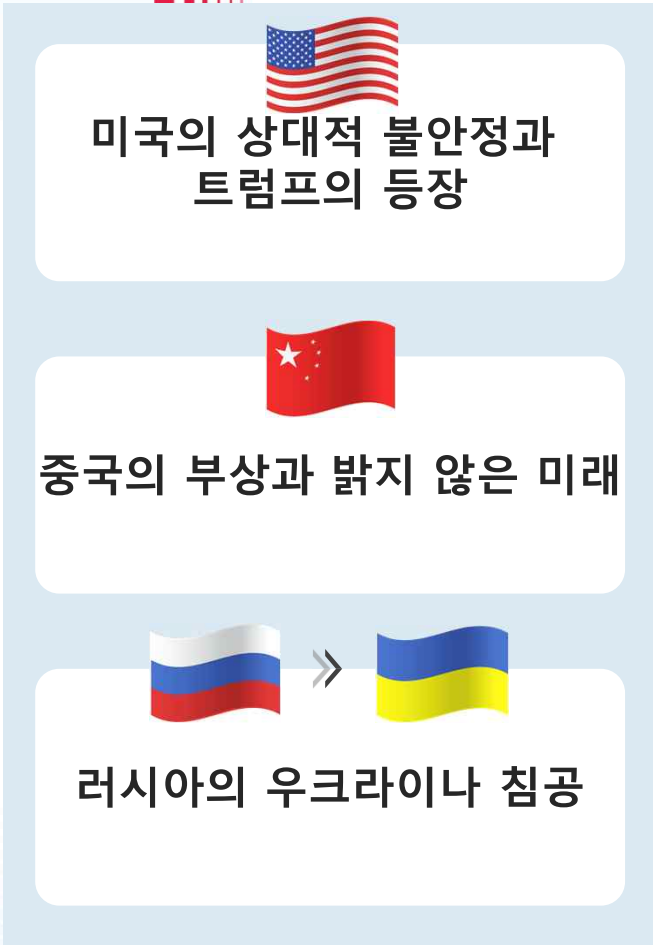 미국의 상대적 불안정과
트럼프의 등장
중국의 부상과 밝지 않은 미래
러시아의 우크라이나 침공